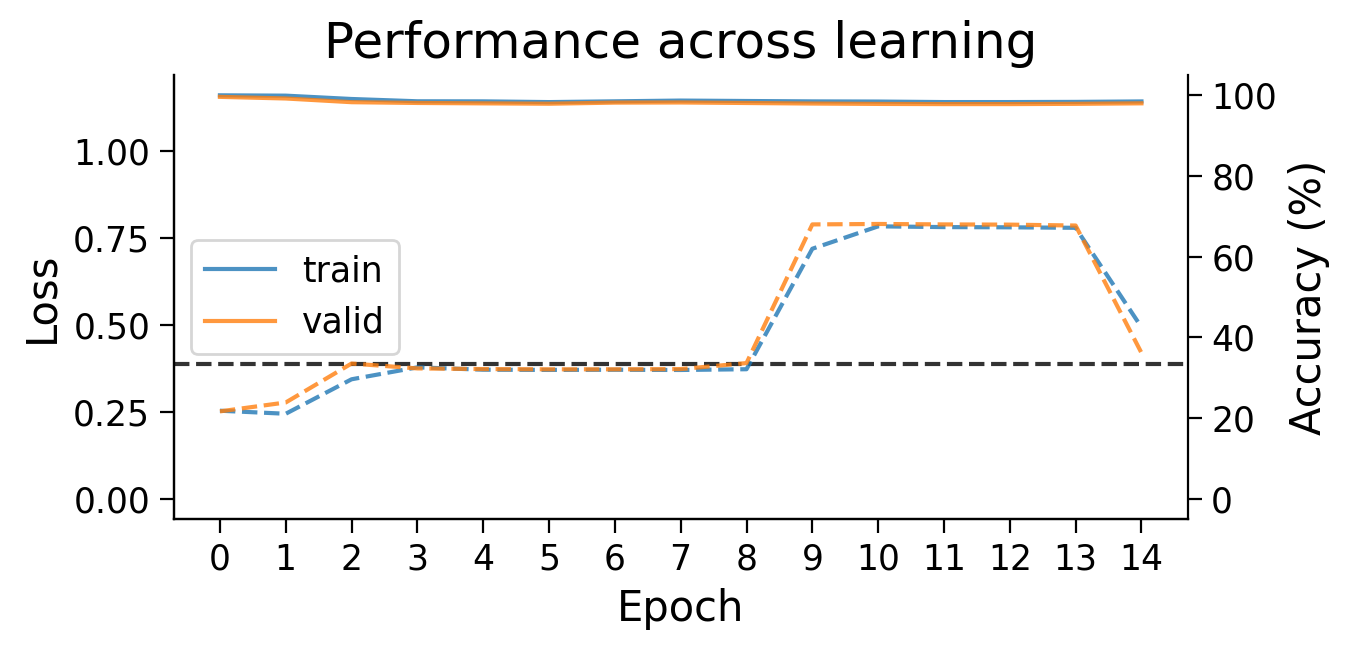 Performance across learning
Loss
1.00
0.75
0.50
0.25
0.00
train
valid
100
80
60
40
20
0
Accuracy (%)
0 1 2 3 4 5 6 7 8 9 10 11 12 13 14
Epoch